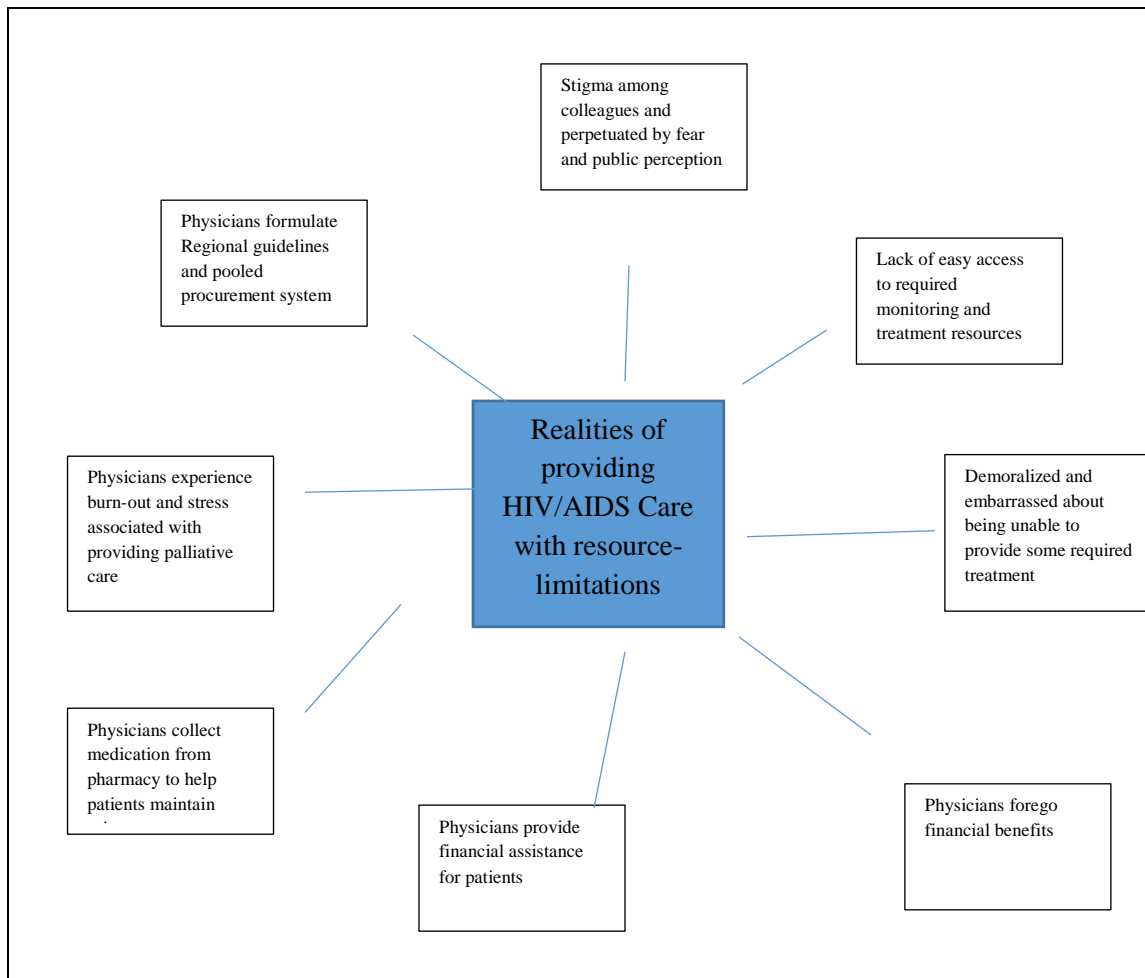 Stigma among
colleagues and
perpetuated by fear
and public perception
Physicians formulate
Regional guidelines
and pooled
procurement system
Lack of easy access
to required
monitoring and
treatment resources
Realities of
providing
HIV/AIDS Care
with resource-
limitations
Physicians experience
burn-out and stress
associated with
providing palliative
care
Demoralized and
embarrassed about
being unable to
provide some required
treatment
Physicians collect
medication from
pharmacy to help
patients maintain
Physicians provide
financial assistance
for patients
Physicians forego
financial benefits